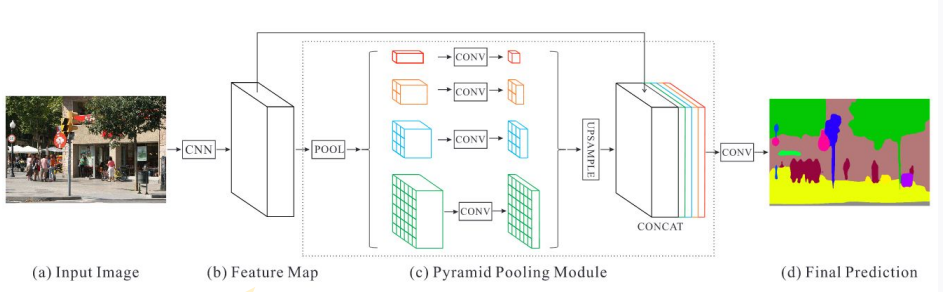 CNN
POOL
CONV
CONV
CONV
CONV
UPSAMPLE
CONCAT
CONV
(a) Input Image
(b) Feature Map
(c) Pyramid Pooling Module
(d) Final Prediction